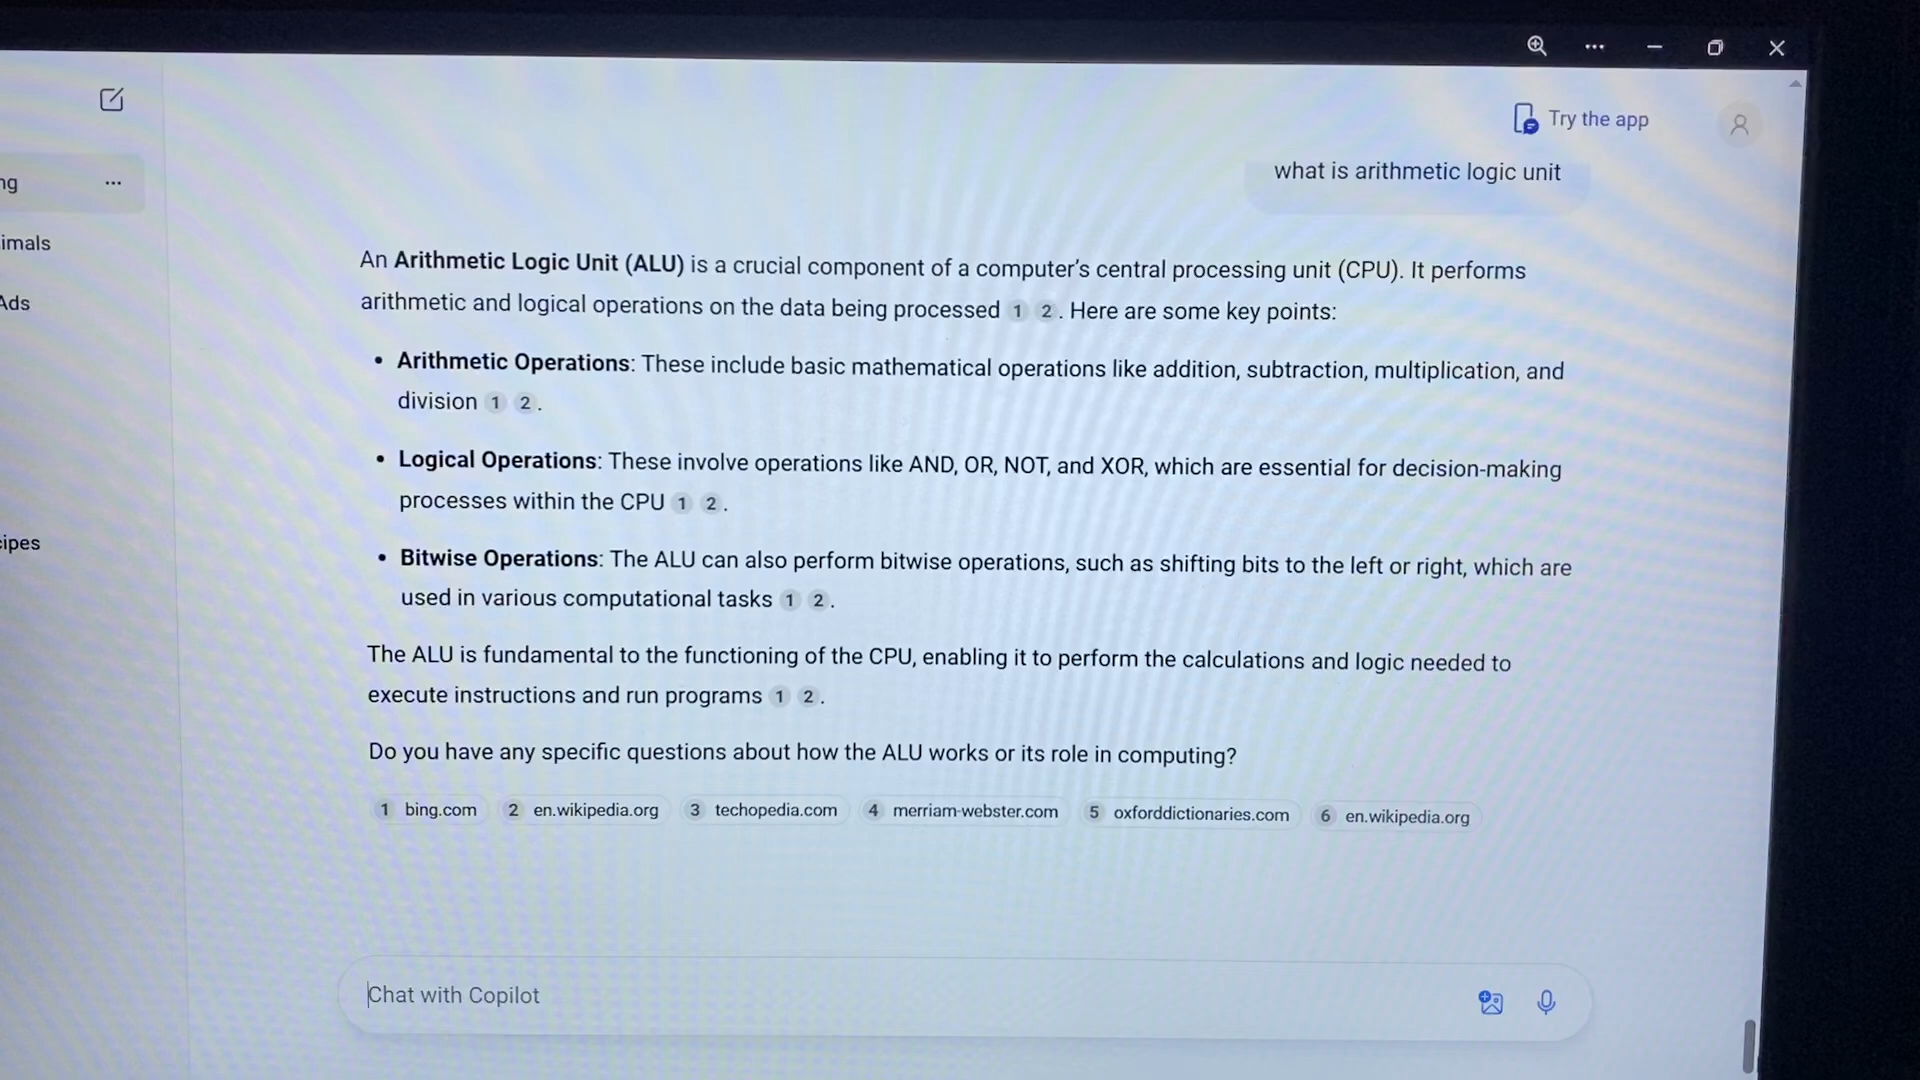 Try the app
what is arithmetic logic unit
ng
imals
Ads
cipes
An Arithmetic Logic Unit (ALU) is a crucial component of a computer's central processing unit (CPU). It performs
arithmetic and logical operations on the data being processed 1 2 . Here are some key points:
• Arithmetic Operations: These include basic mathematical operations like addition, subtraction, multiplication, and
division 1 2 .
• Logical Operations: These involve operations like AND, OR, NOT, and XOR, which are essential for decision-making
processes within the CPU 1 2 .
• Bitwise Operations: The ALU can also perform bitwise operations, such as shifting bits to the left or right, which are
used in various computational tasks 1 2 .
The ALU is fundamental to the functioning of the CPU, enabling it to perform the calculations and logic needed to
execute instructions and run programs 1 2 .
Do you have any specific questions about how the ALU works or its role in computing?
1 bing.com 2 en.wikipedia.org 3 techopedia.com 4 merriam-webster.com 5 oxforddictionaries.com 6 en.wikipedia.org
Chat with Copilot